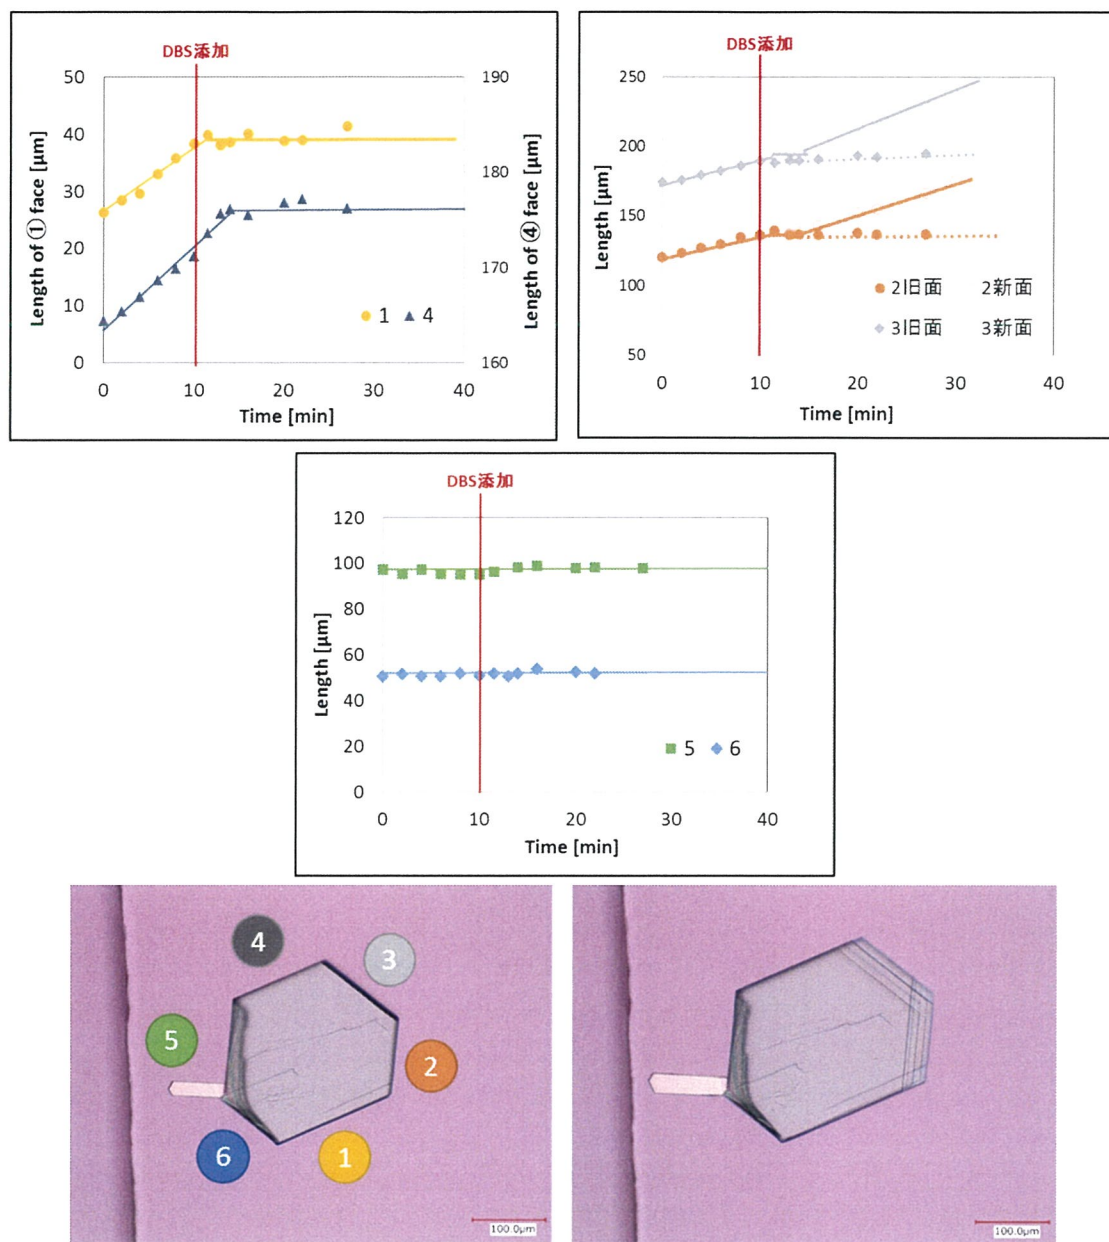 DBS添加
50
40
30
20
10
0
190
180
170
160
Length of ① face [µm]
Length of ④ face [µm]
1 4
0 10 20 30 40
Time [min]
DBS添加
250
200
150
100
50
Length [µm]
2旧面 2新面
3旧面 3新面
0 10 20 30 40
Time [min]
DBS添加
120
100
80
60
40
20
0
Length [µm]
5 6
0 10 20 30 40
Time [min]
4
3
5
2
6
1
100.0µm
100.0µm